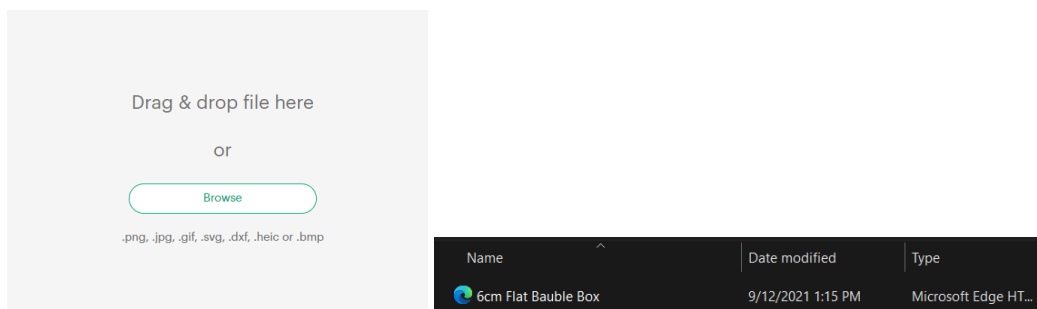 Drag & drop file here
or
Browse
.png, .jpg, .gif, .svg, .dxf, .heic or .bmp
Name Date modified Type
6cm Flat Bauble Box 9/12/2021 1:15 PM Microsoft Edge HT...